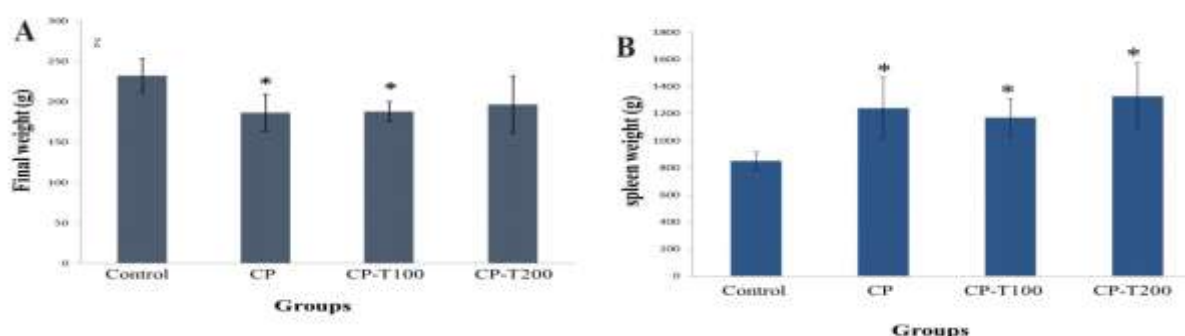 A
Final weight (g)
300
250
200
150
100
50
0
*
*
Control
CP
CP-T100
CP-T200
Groups
B
spleen weight (g)
1800
1600
1400
1200
1000
800
600
400
200
0
*
*
*
Control
CP
CP-T100
CP-T200
Groups